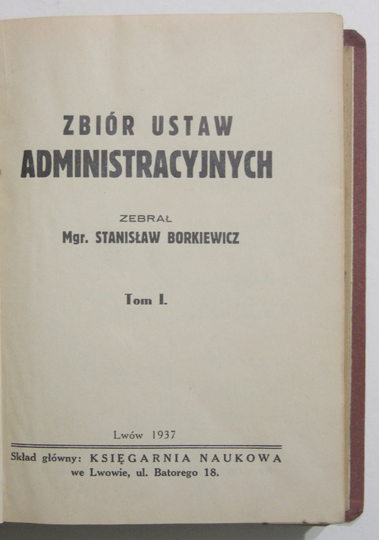 ZBIÓR USTAW
ADMINISTRACYJNYCH
ZEBRAŁ
Mgr. STANISŁAW BORKIEWICZ
Tom I.
Lwów 1937
Skład główny: KSIĘGARNIA NAUKOWA
we Lwowie, ul. Batorego 18.